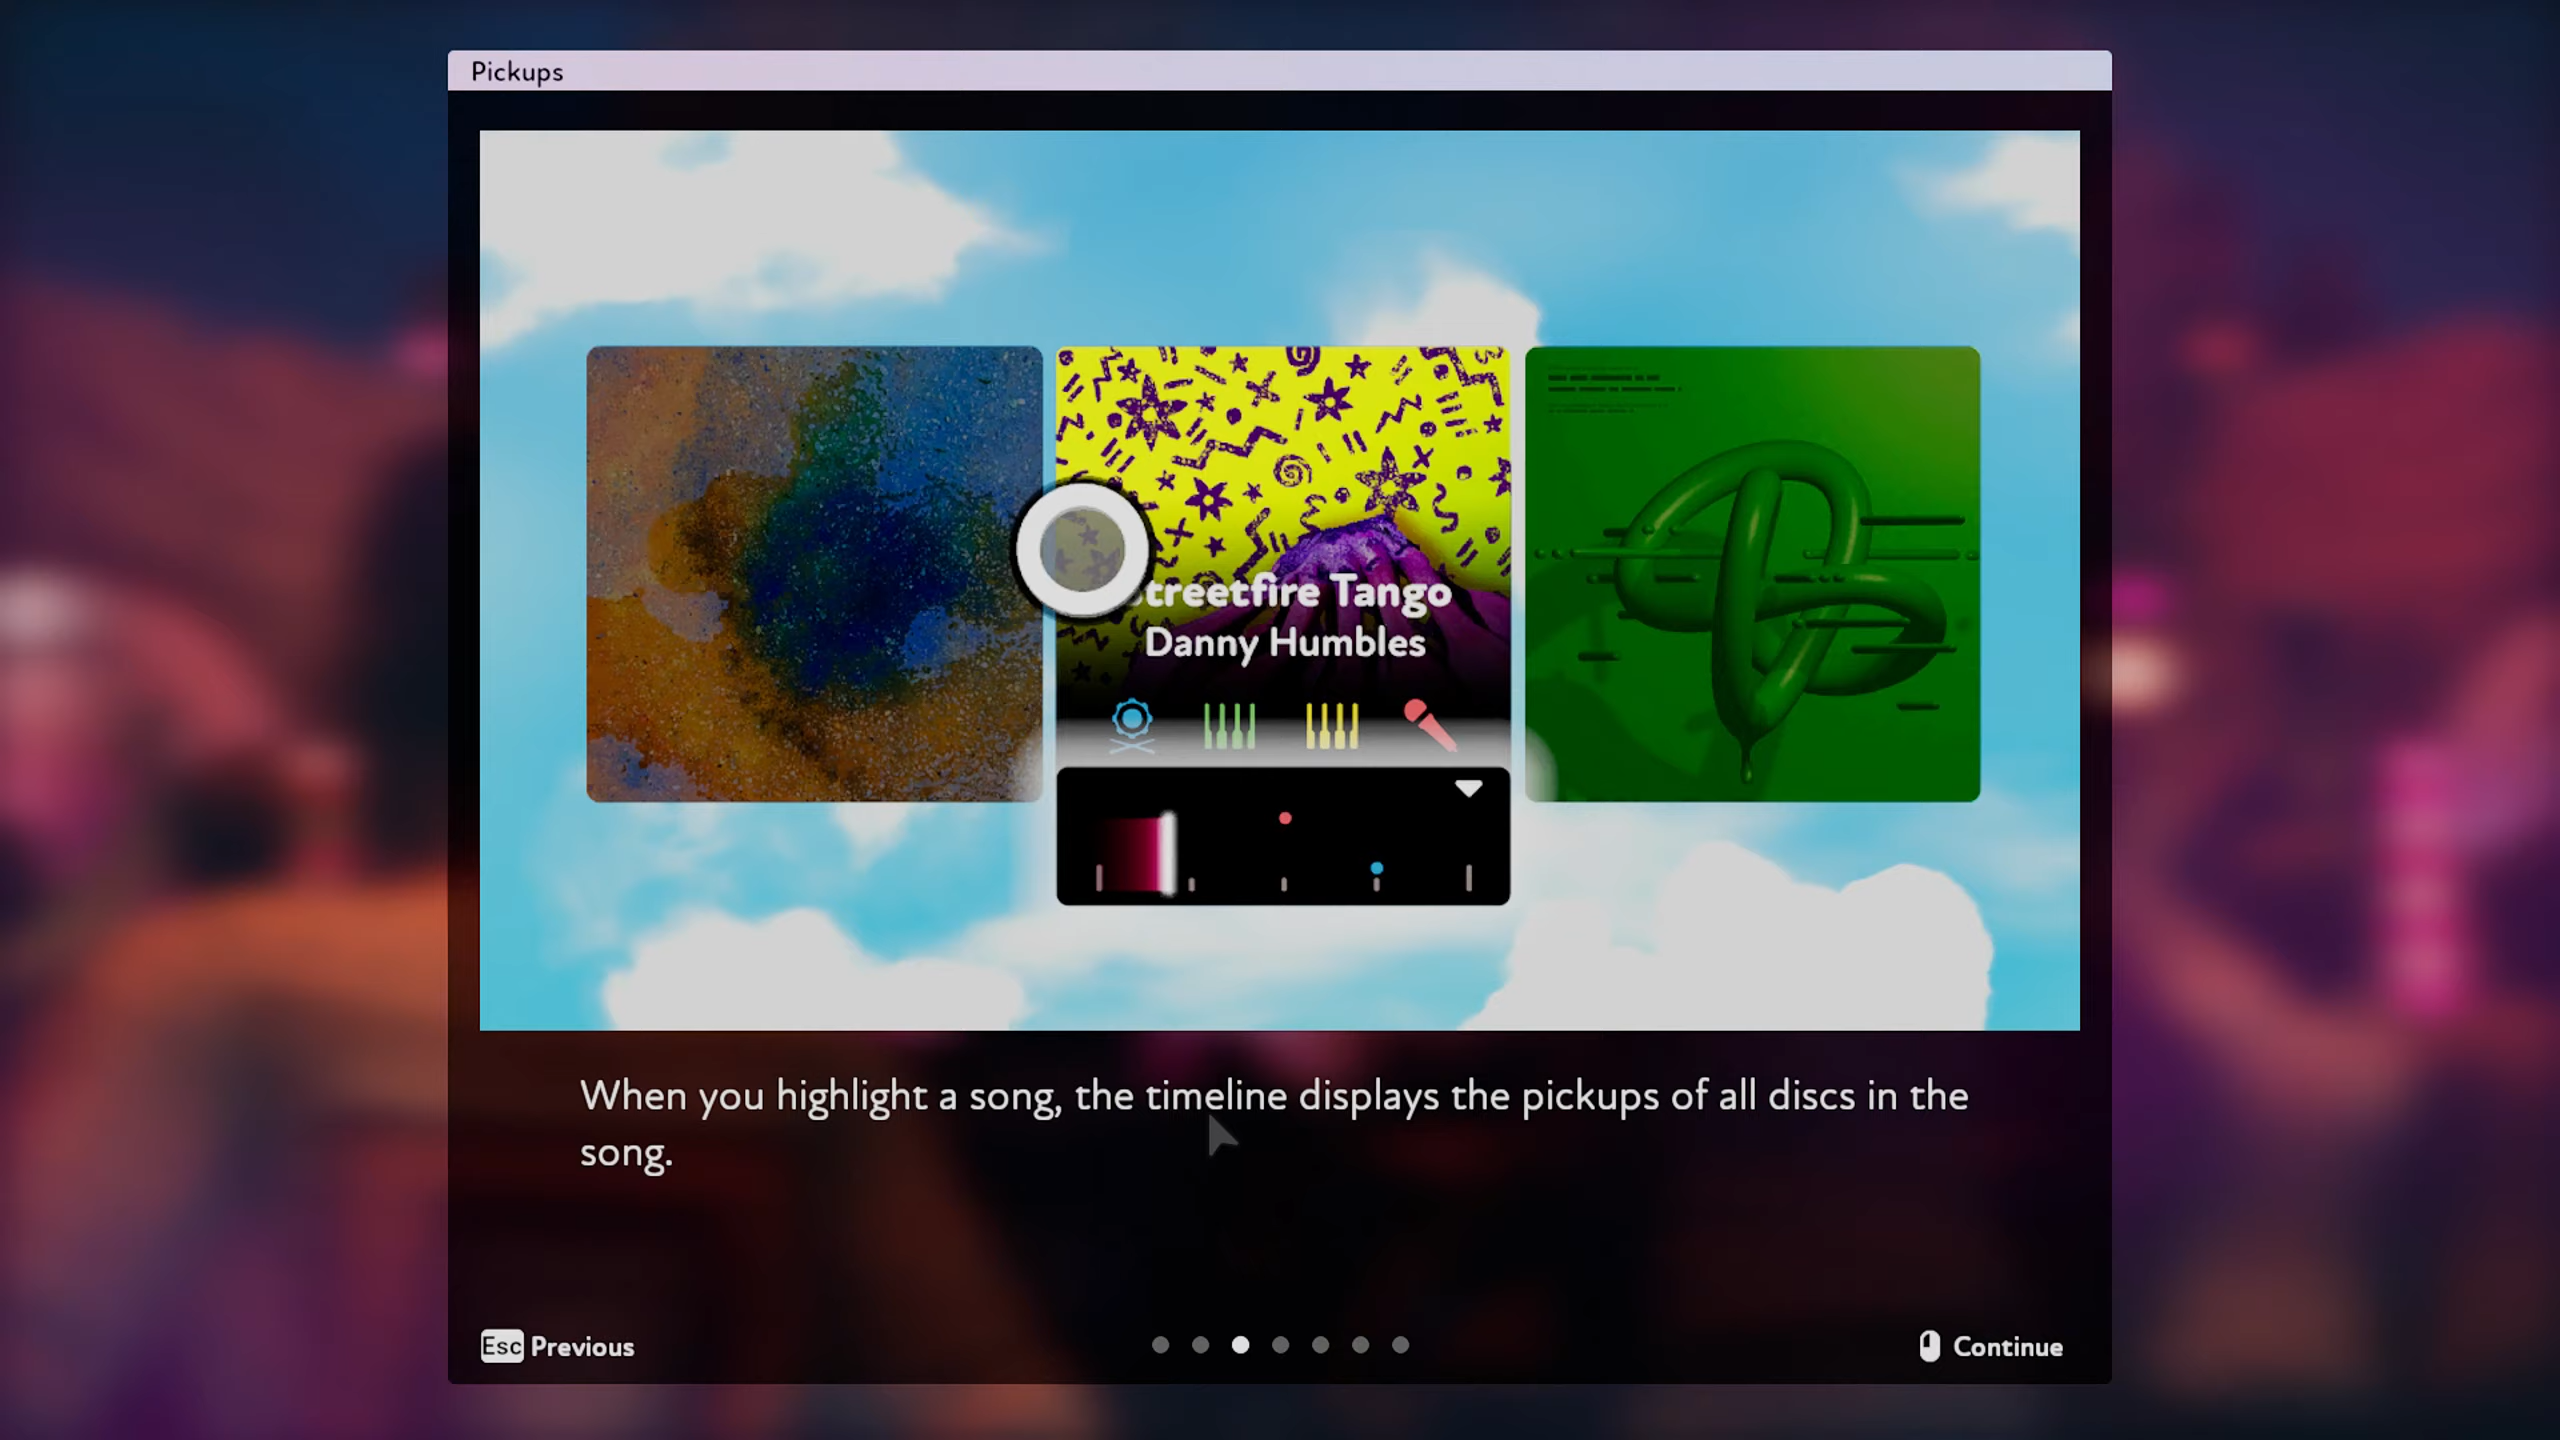 Pickups
treetfire Tango
Danny Humbles
When you highlight a song, the timeline displays the pickups of all discs in the
song.
Esc Previous
Continue